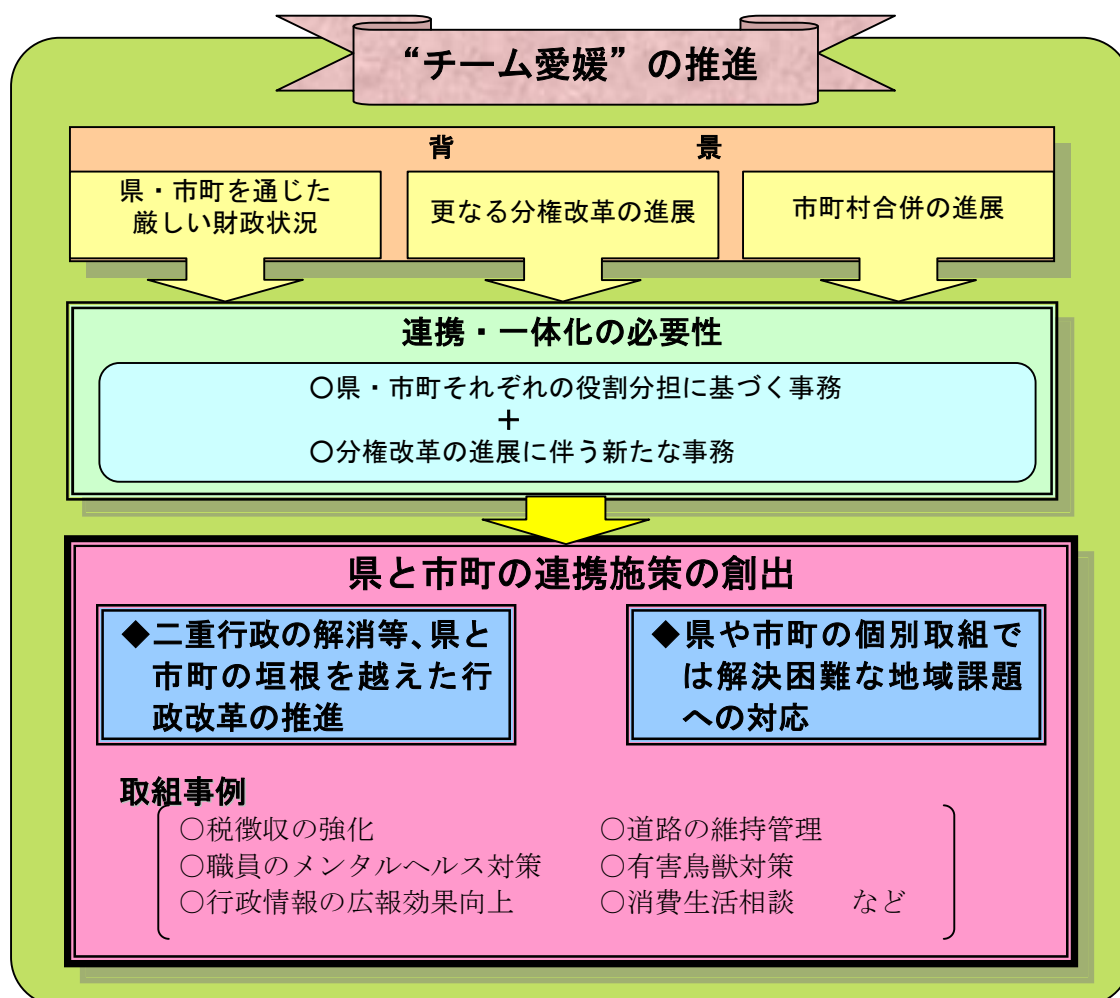 “チーム愛媛”の推進
背 景
県・市町を通じた
厳しい財政状況
更なる分権改革の進展
市町村合併の進展
連携・一体化の必要性
○県・市町それぞれの役割分担に基づく事務
＋
○分権改革の進展に伴う新たな事務
県と市町の連携施策の創出
◆二重行政の解消等、県と
市町の垣根を越えた行
政改革の推進
◆県や市町の個別取組で
は解決困難な地域課題
への対応
取組事例
○税徴収の強化
○職員のメンタルヘルス対策
○行政情報の広報効果向上
○道路の維持管理
○有害鳥獣対策
○消費生活相談 など